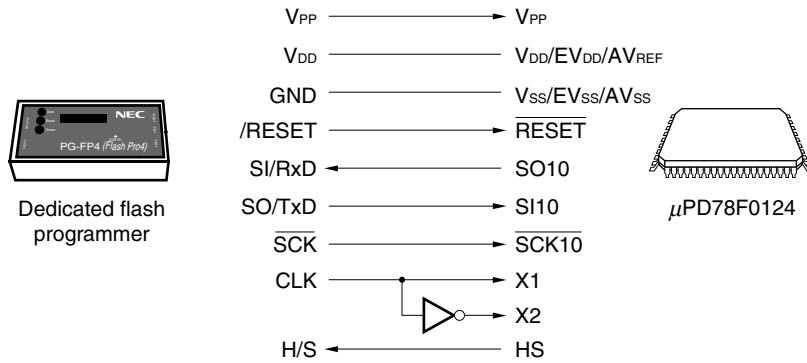 VPP VPP
VDD VDD/EVDD/AVREF
GND VSS/EVSS/AVSS
/RESET RESET
SI/RxD SO10
SO/TxD SI10
SCK SCK10
CLK X1
X2
H/S HS
NEC
PG-FP4 (Flash Pro4)
Dedicated flash
programmer
μPD78F0124